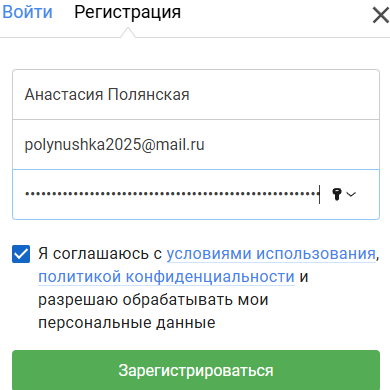 Войти Регистрация
Анастасия Полянская
polynushka2025@mail.ru
Я соглашаюсь с условиями использования,
политикой конфиденциальности и
разрешаю обрабатывать мои
персональные данные
Зарегистрироваться